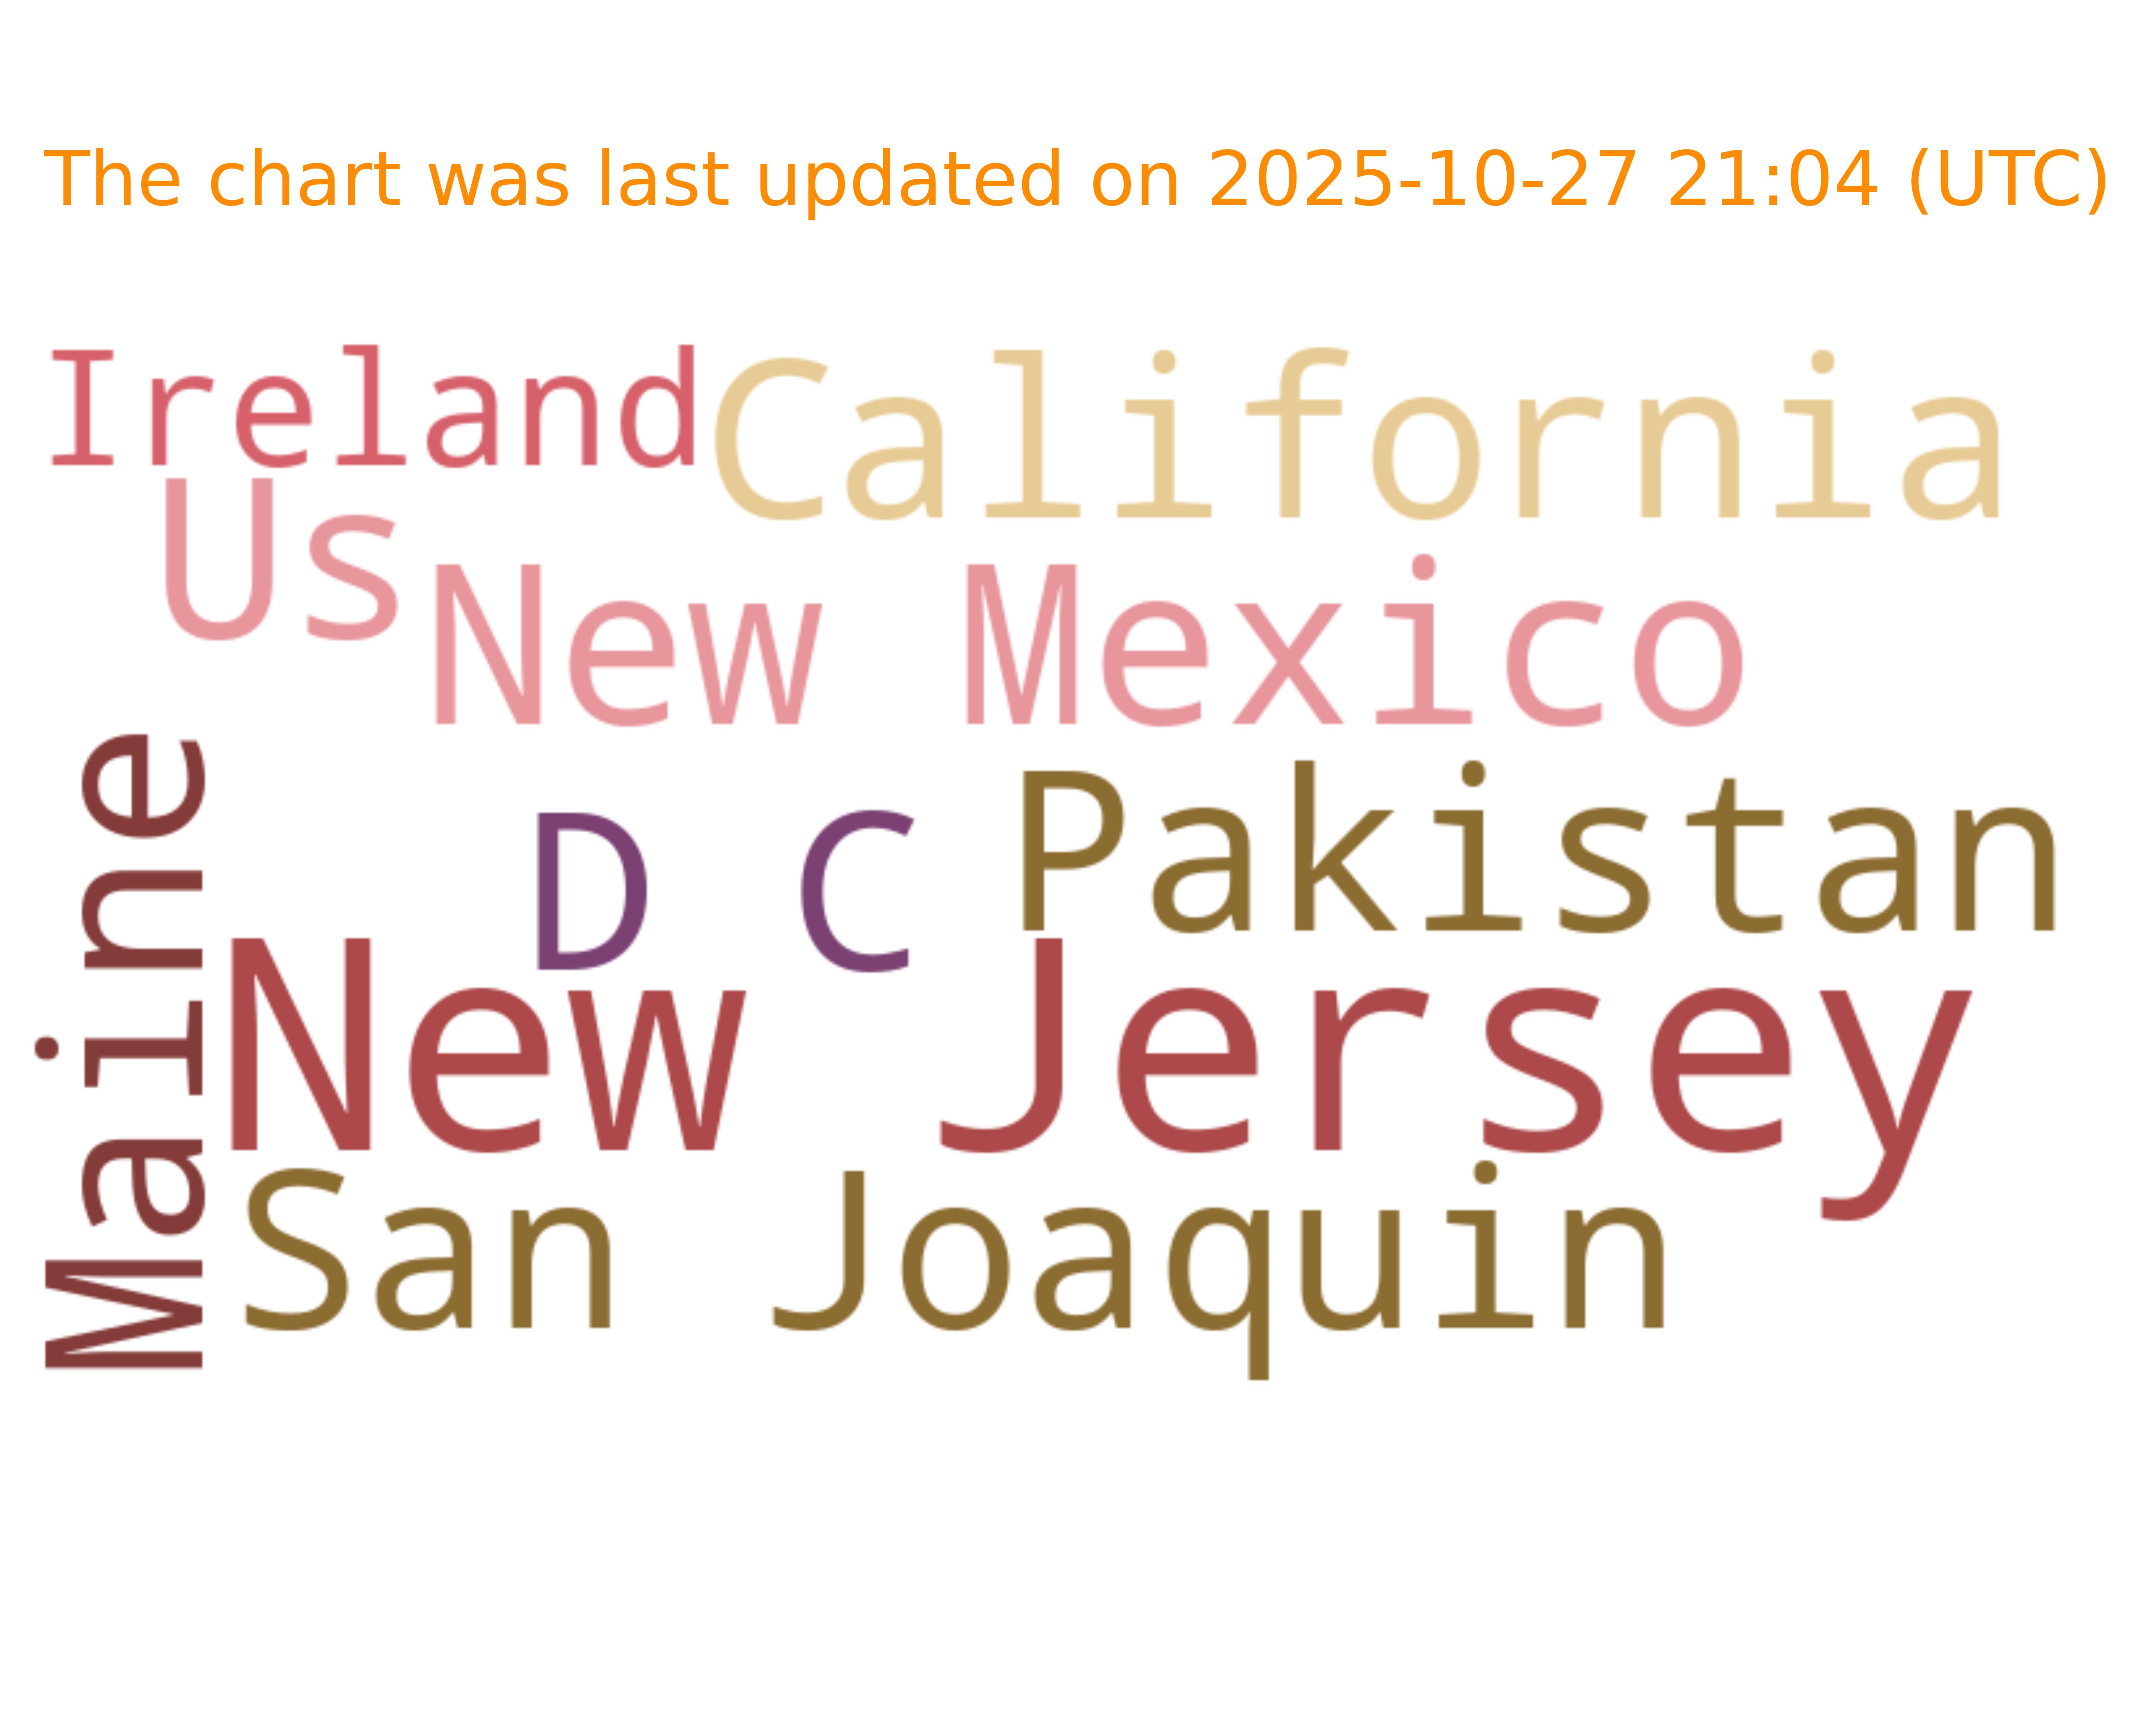 The chart was last updated on 2025-10-27 21:04 (UTC)
Ireland
California
Us
New Mexico
Maine
D C
Pakistan
New Jersey
San Joaquin